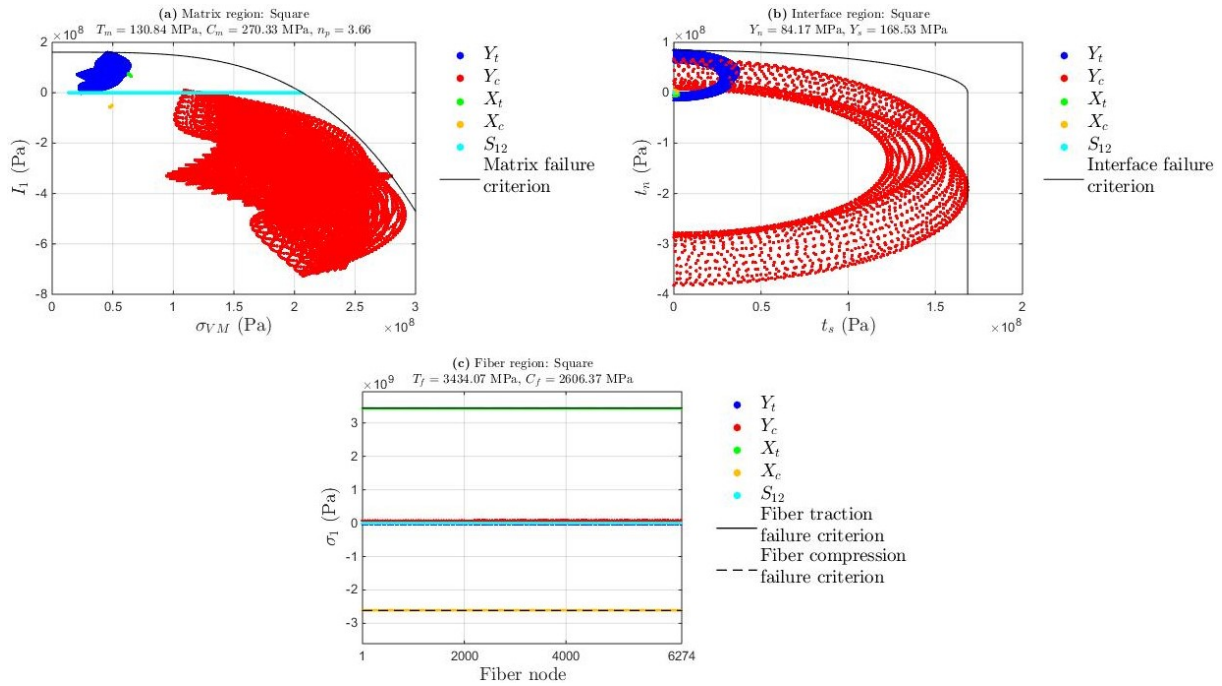 (a) Matrix region: Square
T_m = 130.84 MPa, C_m = 270.33 MPa, n_p = 3.66
×10^8
2
0
-2
-4
-6
-8
I_1 (Pa)
0
0.5
1
1.5
2
2.5
3
×10^8
σ_VM (Pa)
Y_t
Y_c
X_t
X_c
S_12
Matrix failure
criterion
(b) Interface region: Square
Y_n = 84.17 MPa, Y_s = 168.53 MPa
×10^8
1
0
-1
-2
-3
-4
t_n (Pa)
0
0.5
1
1.5
2
×10^8
t_s (Pa)
Y_t
Y_c
X_t
X_c
S_12
Interface failure
criterion
(c) Fiber region: Square
T_f = 3434.07 MPa, C_f = 2606.37 MPa
×10^9
3
2
1
0
-1
-2
-3
σ_1 (Pa)
1
2000
4000
6274
Fiber node
Y_t
Y_c
X_t
X_c
S_12
Fiber traction
failure criterion
Fiber compression
failure criterion